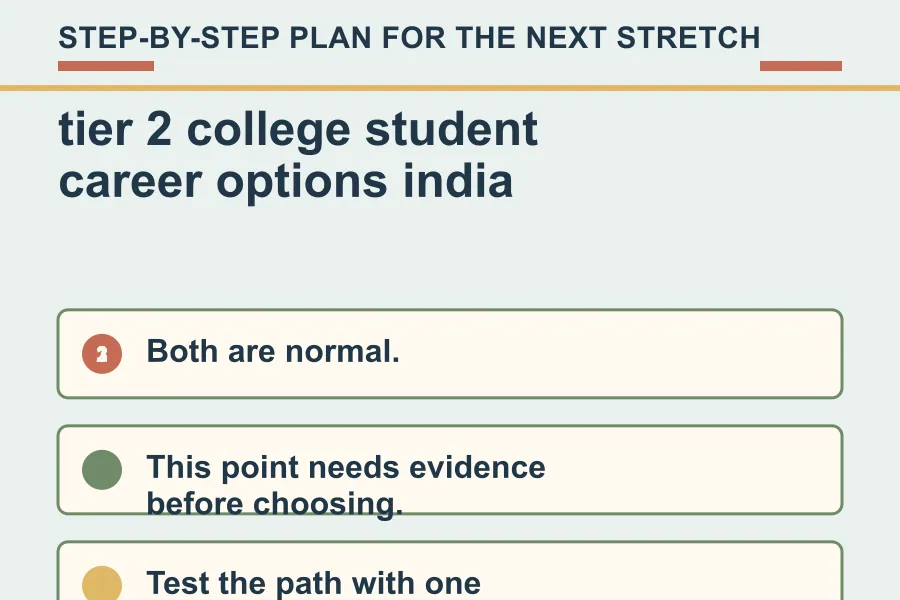 STEP-BY-STEP PLAN FOR THE NEXT STRETCH
tier 2 college student
career options india
Both are normal.
This point needs evidence
before choosing.
Test the path with one